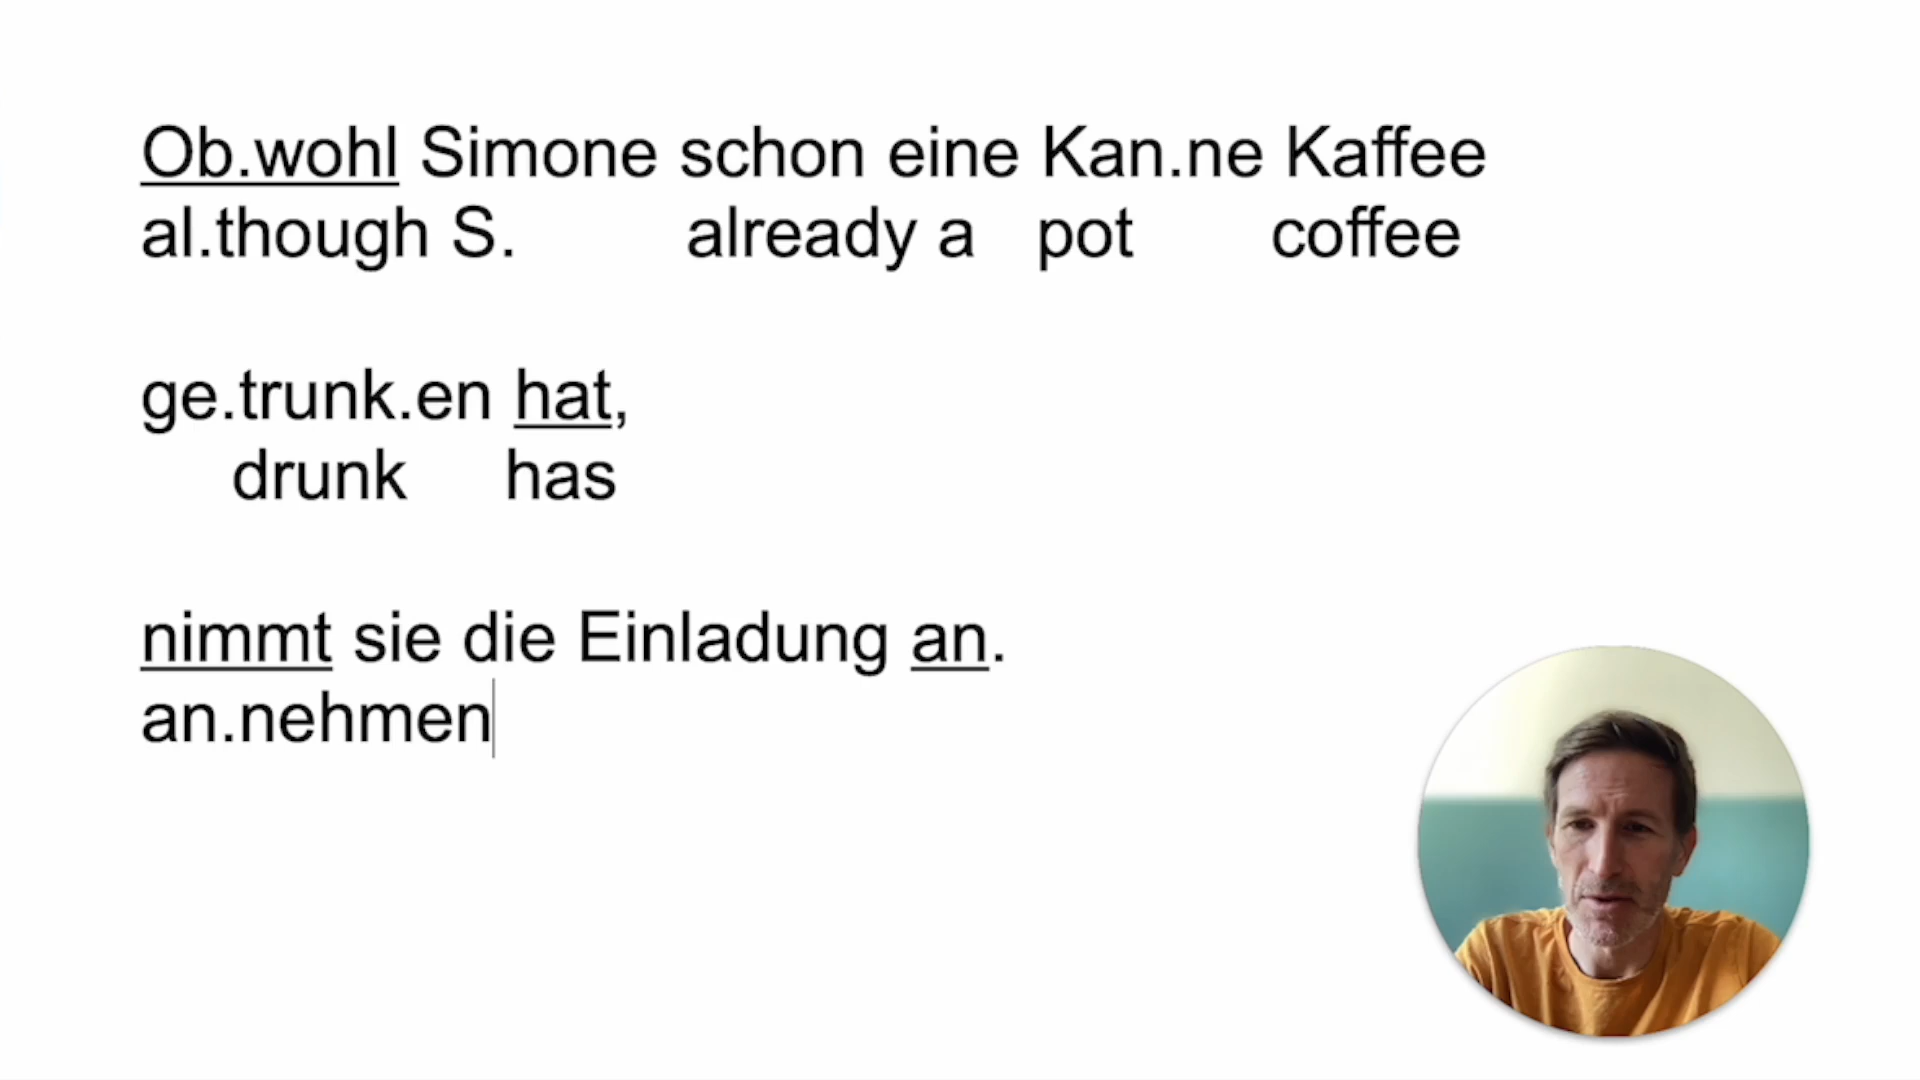 Ob.wohl Simone schon eine Kan.ne Kaffee
al.though S. already a pot coffee
ge.trunk.en hat,
drunk has
nimmt sie die Einladung an.
an.nehmen